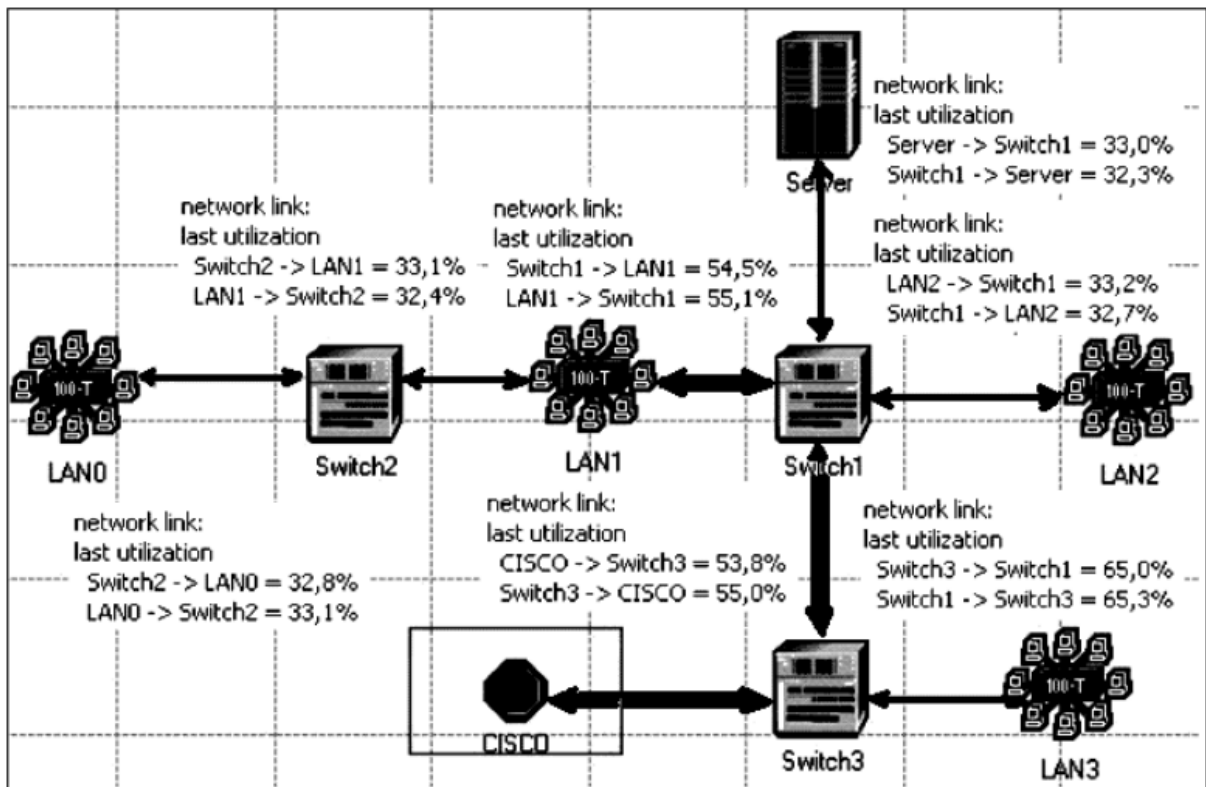 network link:
last utilization
Server -> Switch1 = 33,0%
Switch1 -> Server = 32,3%
Server
network link:
last utilization
Switch2 -> LAN1 = 33,1%
LAN1 -> Switch2 = 32,4%
network link:
last utilization
Switch1 -> LAN1 = 54,5%
LAN1 -> Switch1 = 55,1%
network link:
last utilization
LAN2 -> Switch1 = 33,2%
Switch1 -> LAN2 = 32,7%
100-T
100-T
100-T
LAN0
Switch2
LAN1
Switch1
LAN2
network link:
last utilization
Switch2 -> LAN0 = 32,8%
LAN0 -> Switch2 = 33,1%
network link:
last utilization
CISCO -> Switch3 = 53,8%
Switch3 -> CISCO = 55,0%
network link:
last utilization
Switch3 -> Switch1 = 65,0%
Switch1 -> Switch3 = 65,3%
100-T
CISCO
Switch3
LAN3